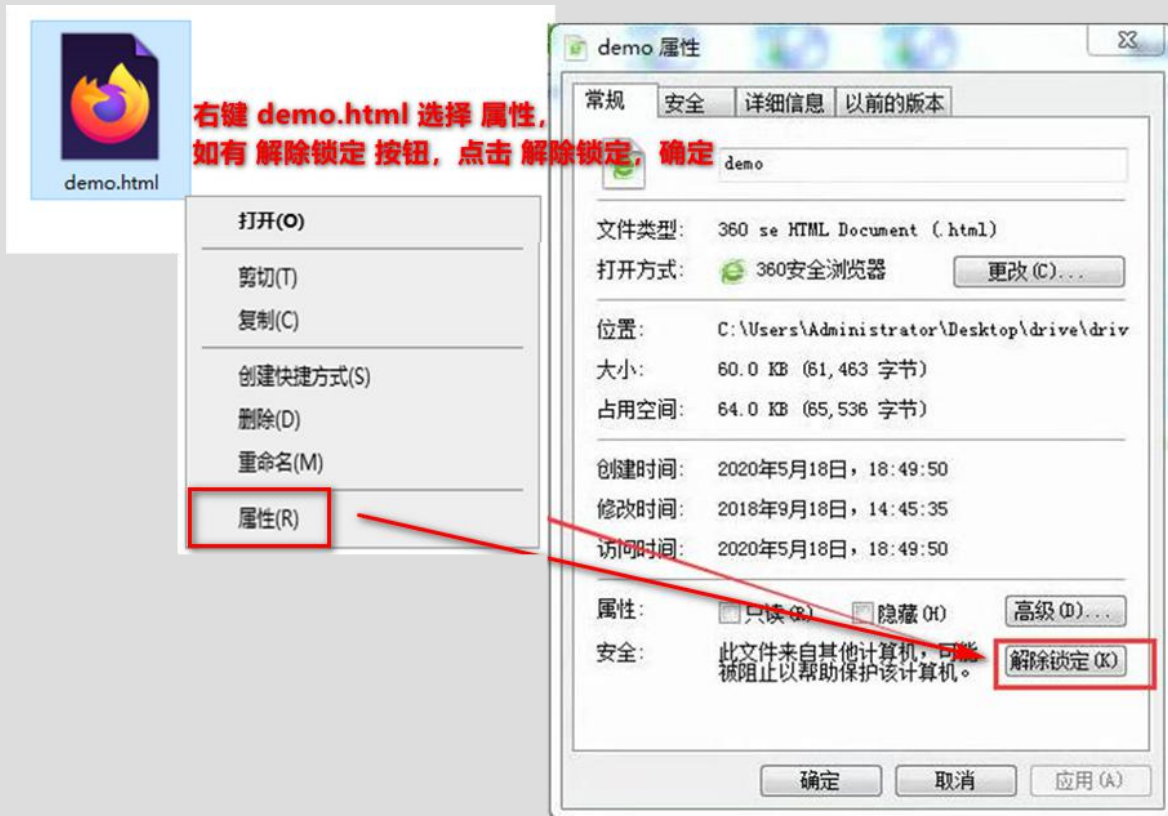 demo.html
右键 demo.html 选择 属性，
如有 解除锁定 按钮，点击 解除锁定，确定
打开(O)
剪切(T)
复制(C)
创建快捷方式(S)
删除(D)
重命名(M)
属性(R)
demo 属性
常规 安全 详细信息 以前的版本
demo
文件类型: 360 se HTML Document (.html)
打开方式: 360安全浏览器 更改(C)...
位置: C:\Users\Administrator\Desktop\drive\driv
大小: 60.0 KB (61,463 字节)
占用空间: 64.0 KB (65,536 字节)
创建时间: 2020年5月18日，18:49:50
修改时间: 2018年9月18日，14:45:35
访问时间: 2020年5月18日，18:49:50
属性: 只读(R) 隐藏(H) 高级(D)...
安全: 此文件来自其他计算机，可能
被阻止以帮助保护该计算机。
解除锁定(K)
确定 取消 应用(A)